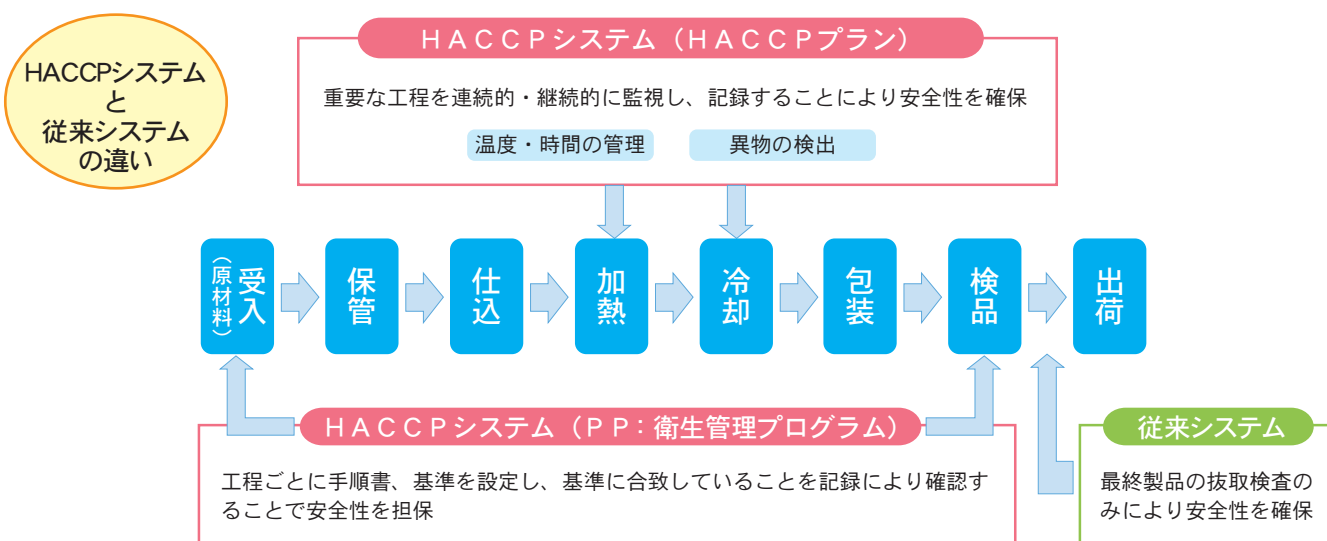 HACCPシステム
と
従来システム
の違い
HACCPシステム（HACCPプラン）
重要な工程を連続的・継続的に監視し、記録することにより安全性を確保
温度・時間の管理
異物の検出
受入
（原材料）
保管
仕込
加熱
冷却
包装
検品
出荷
HACCPシステム（PP：衛生管理プログラム）
工程ごとに手順書、基準を設定し、基準に合致していることを記録により確認す
ることで安全性を担保
従来システム
最終製品の抜取検査の
みにより安全性を確保